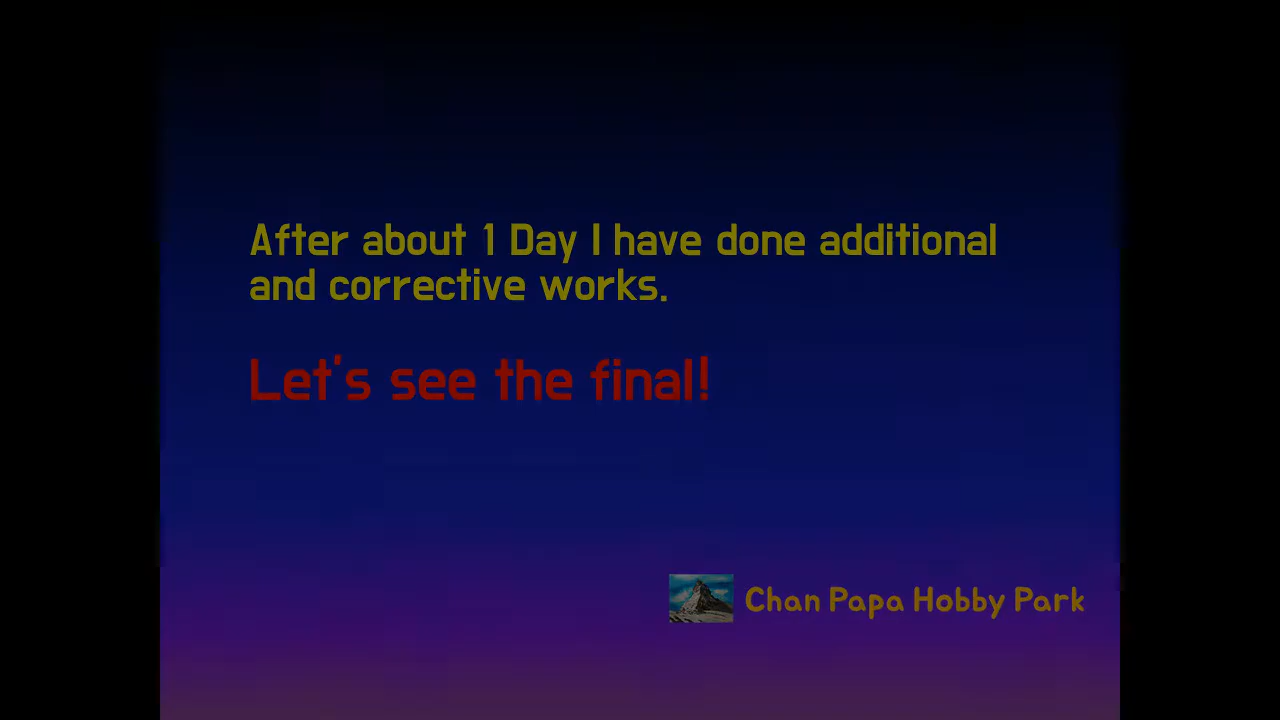 After about 1 Day I have done additional
and corrective works.
Let's see the final!
Chan Papa Hobby Park